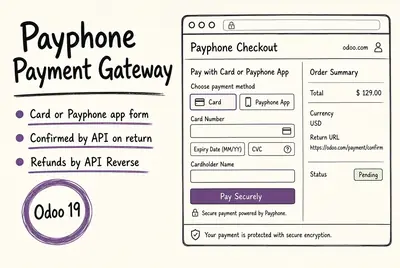 Payphone
Payment Gateway
Card or Payphone app form
Confirmed by API on return
Refunds by API Reverse
Odoo 19
Payphone Checkout
odoo.com
Pay with Card or Payphone App
Choose payment method
Card
Payphone App
Card Number
Expiry Date (MM/YY)
CVC
?
Cardholder Name
Pay Securely
Secure payment powered by Payphone.
Order Summary
Total $ 129.00
Currency
USD
Return URL
https://odoo.com/payment/confirm
Status Pending
Your payment is protected with secure encryption.